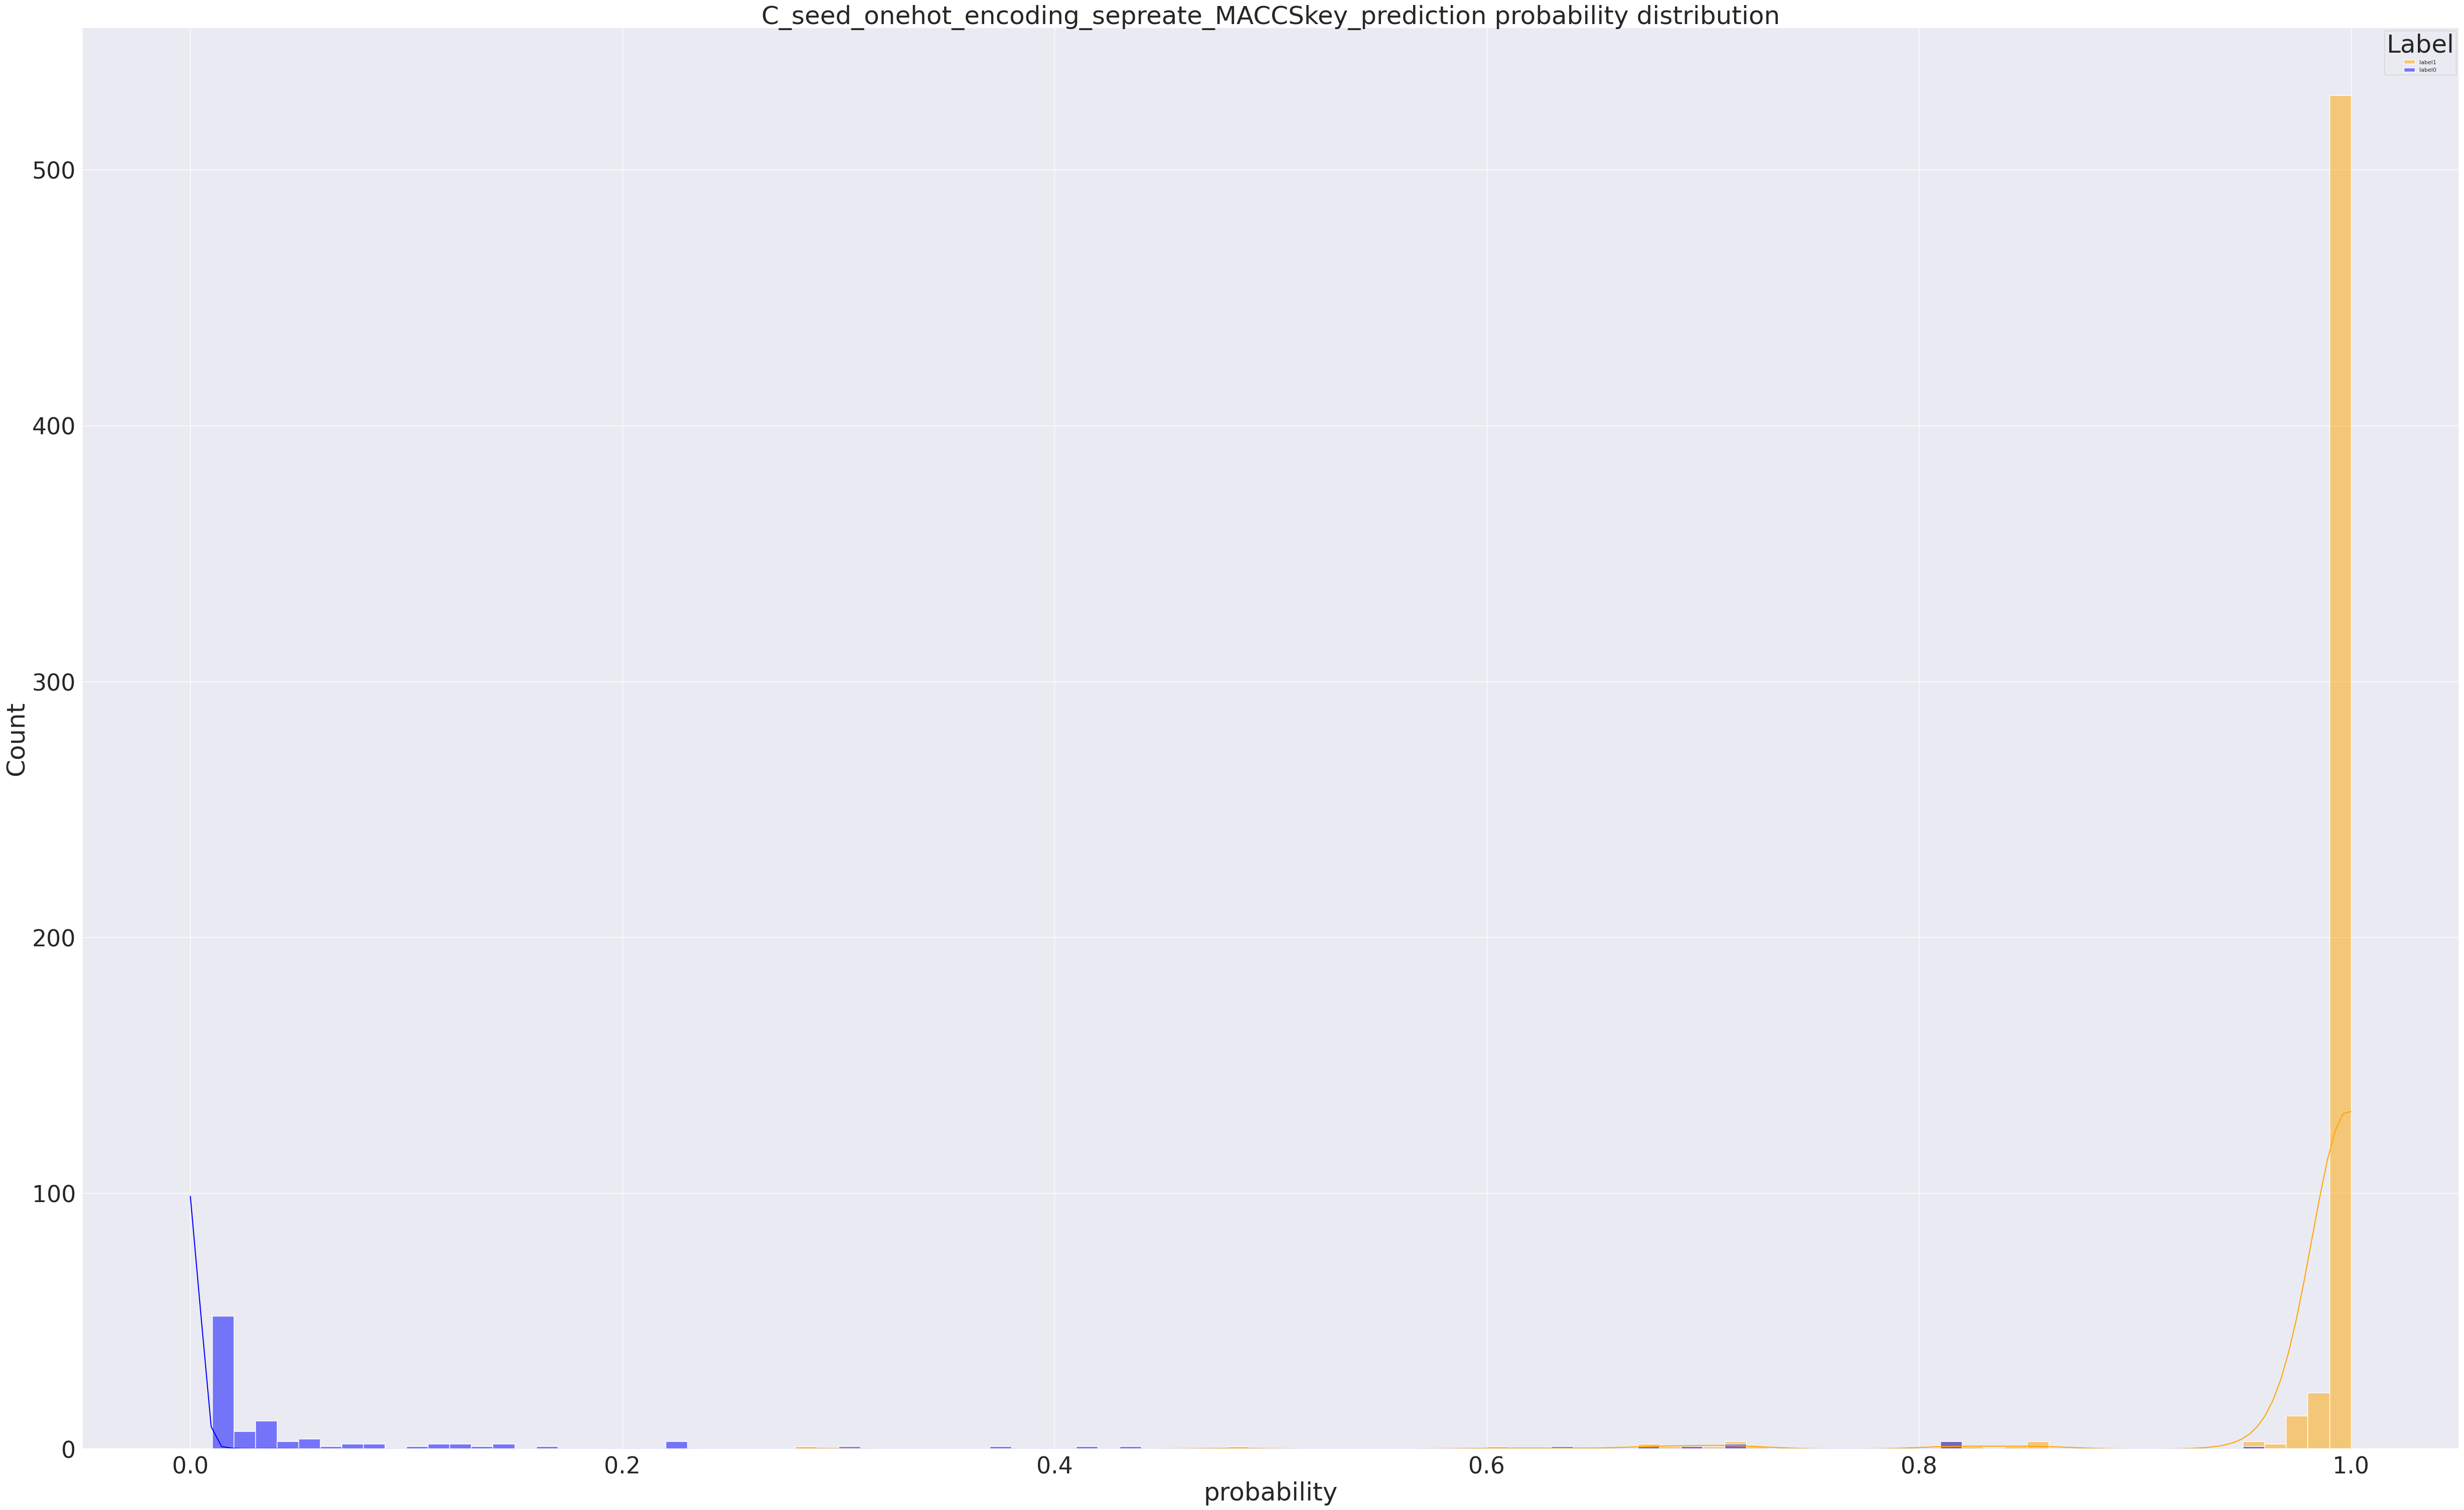 C_seed_onehot_encoding_sepreate_MACCSkey_prediction probability distribution
Label
label1
label0
500
400
300
200
100
0
Count
0.0 0.2 0.4 0.6 0.8 1.0
probability